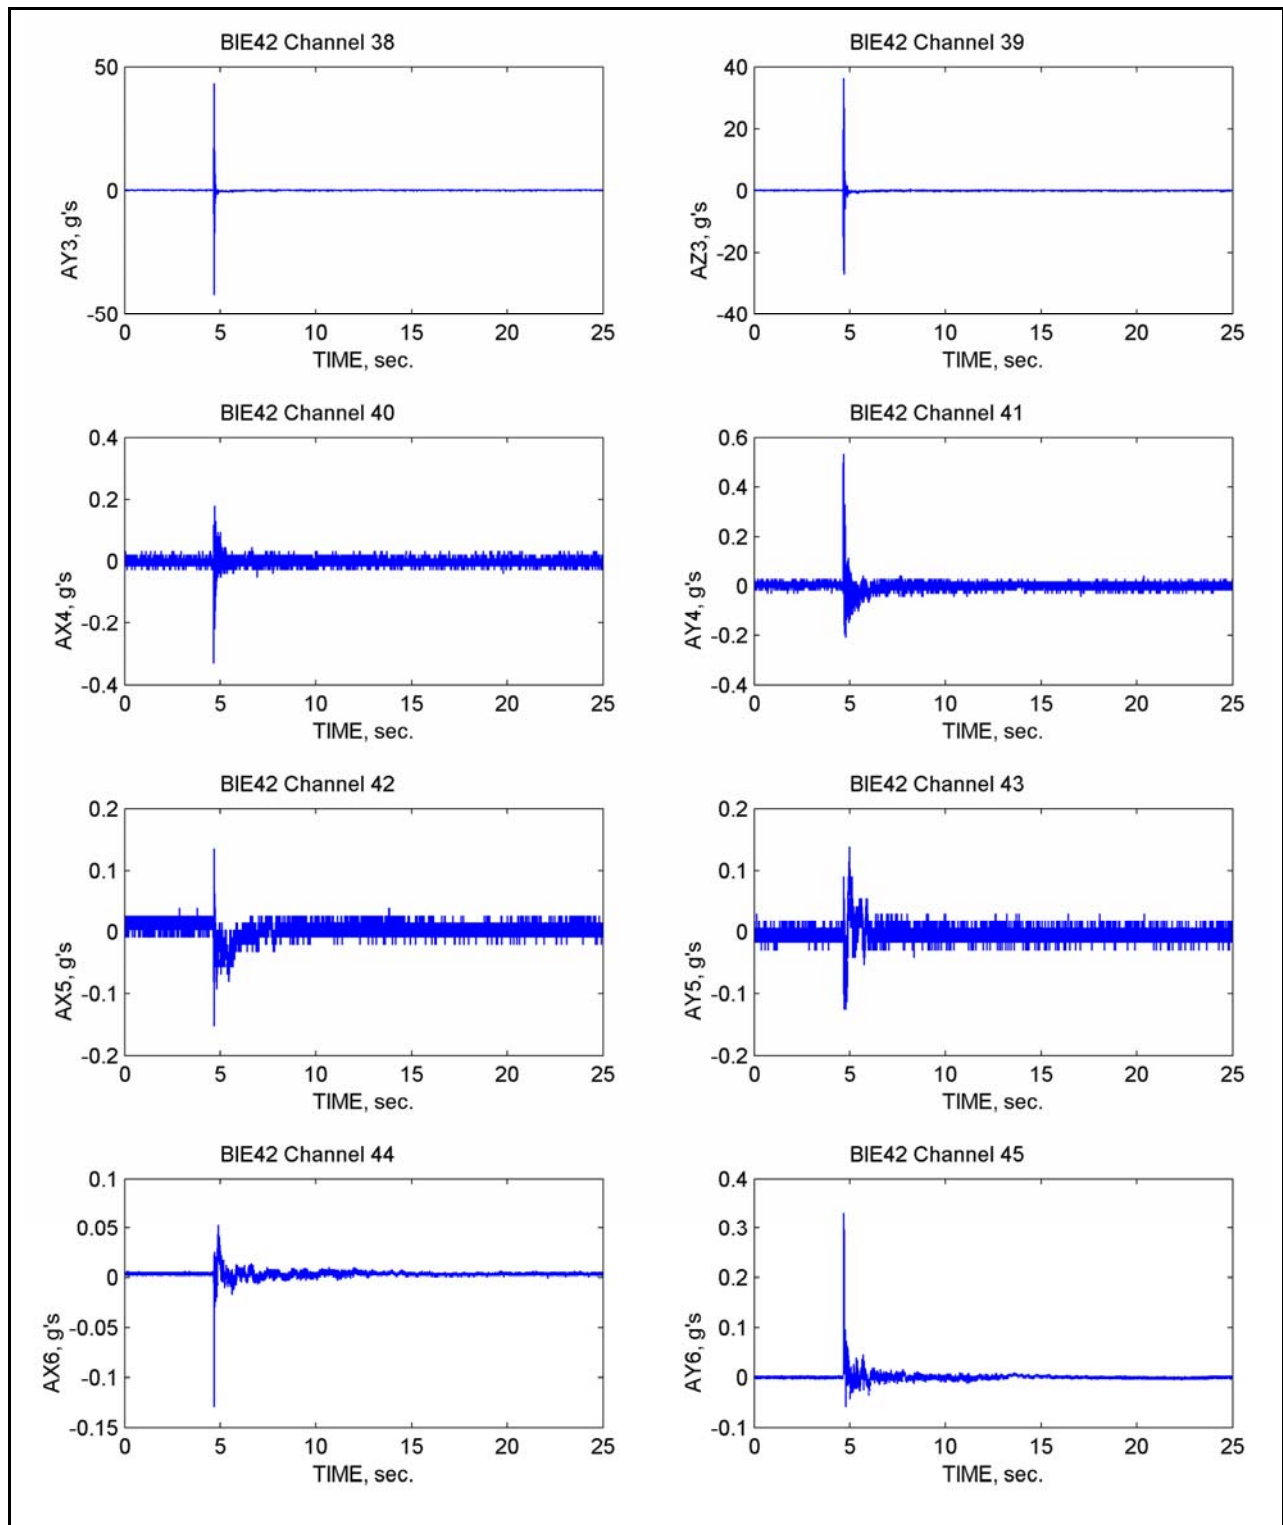 BIE42 Channel 38
50
0
-50
AY3, g's
0 5 10 15 20 25
TIME, sec.
BIE42 Channel 39
40
20
0
-20
-40
AZ3, g's
0 5 10 15 20 25
TIME, sec.
BIE42 Channel 40
0.4
0.2
0
-0.2
-0.4
AX4, g's
0 5 10 15 20 25
TIME, sec.
BIE42 Channel 41
0.6
0.4
0.2
0
-0.2
-0.4
AY4, g's
0 5 10 15 20 25
TIME, sec.
BIE42 Channel 42
0.2
0.1
0
-0.1
-0.2
AX5, g's
0 5 10 15 20 25
TIME, sec.
BIE42 Channel 43
0.2
0.1
0
-0.1
-0.2
AY5, g's
0 5 10 15 20 25
TIME, sec.
BIE42 Channel 44
0.1
0.05
0
-0.05
-0.1
-0.15
AX6, g's
0 5 10 15 20 25
TIME, sec.
BIE42 Channel 45
0.4
0.3
0.2
0.1
0
-0.1
AY6, g's
0 5 10 15 20 25
TIME, sec.